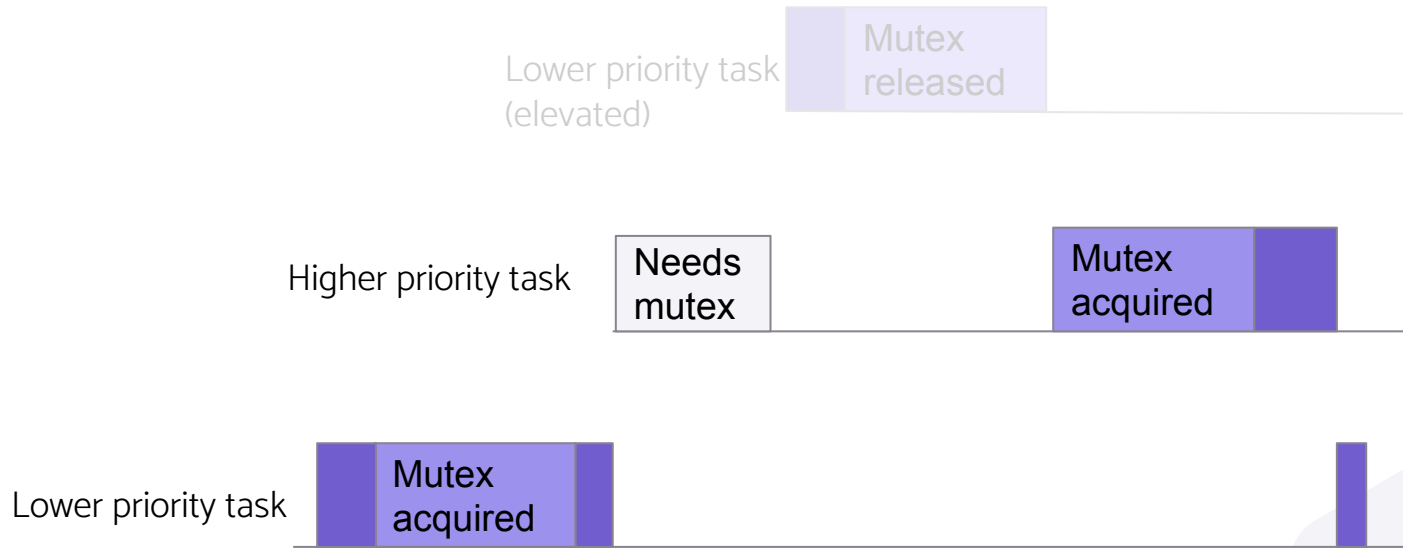 Lower priority task
(elevated)
Mutex
released
Higher priority task
Needs
mutex
Mutex
acquired
Lower priority task
Mutex
acquired